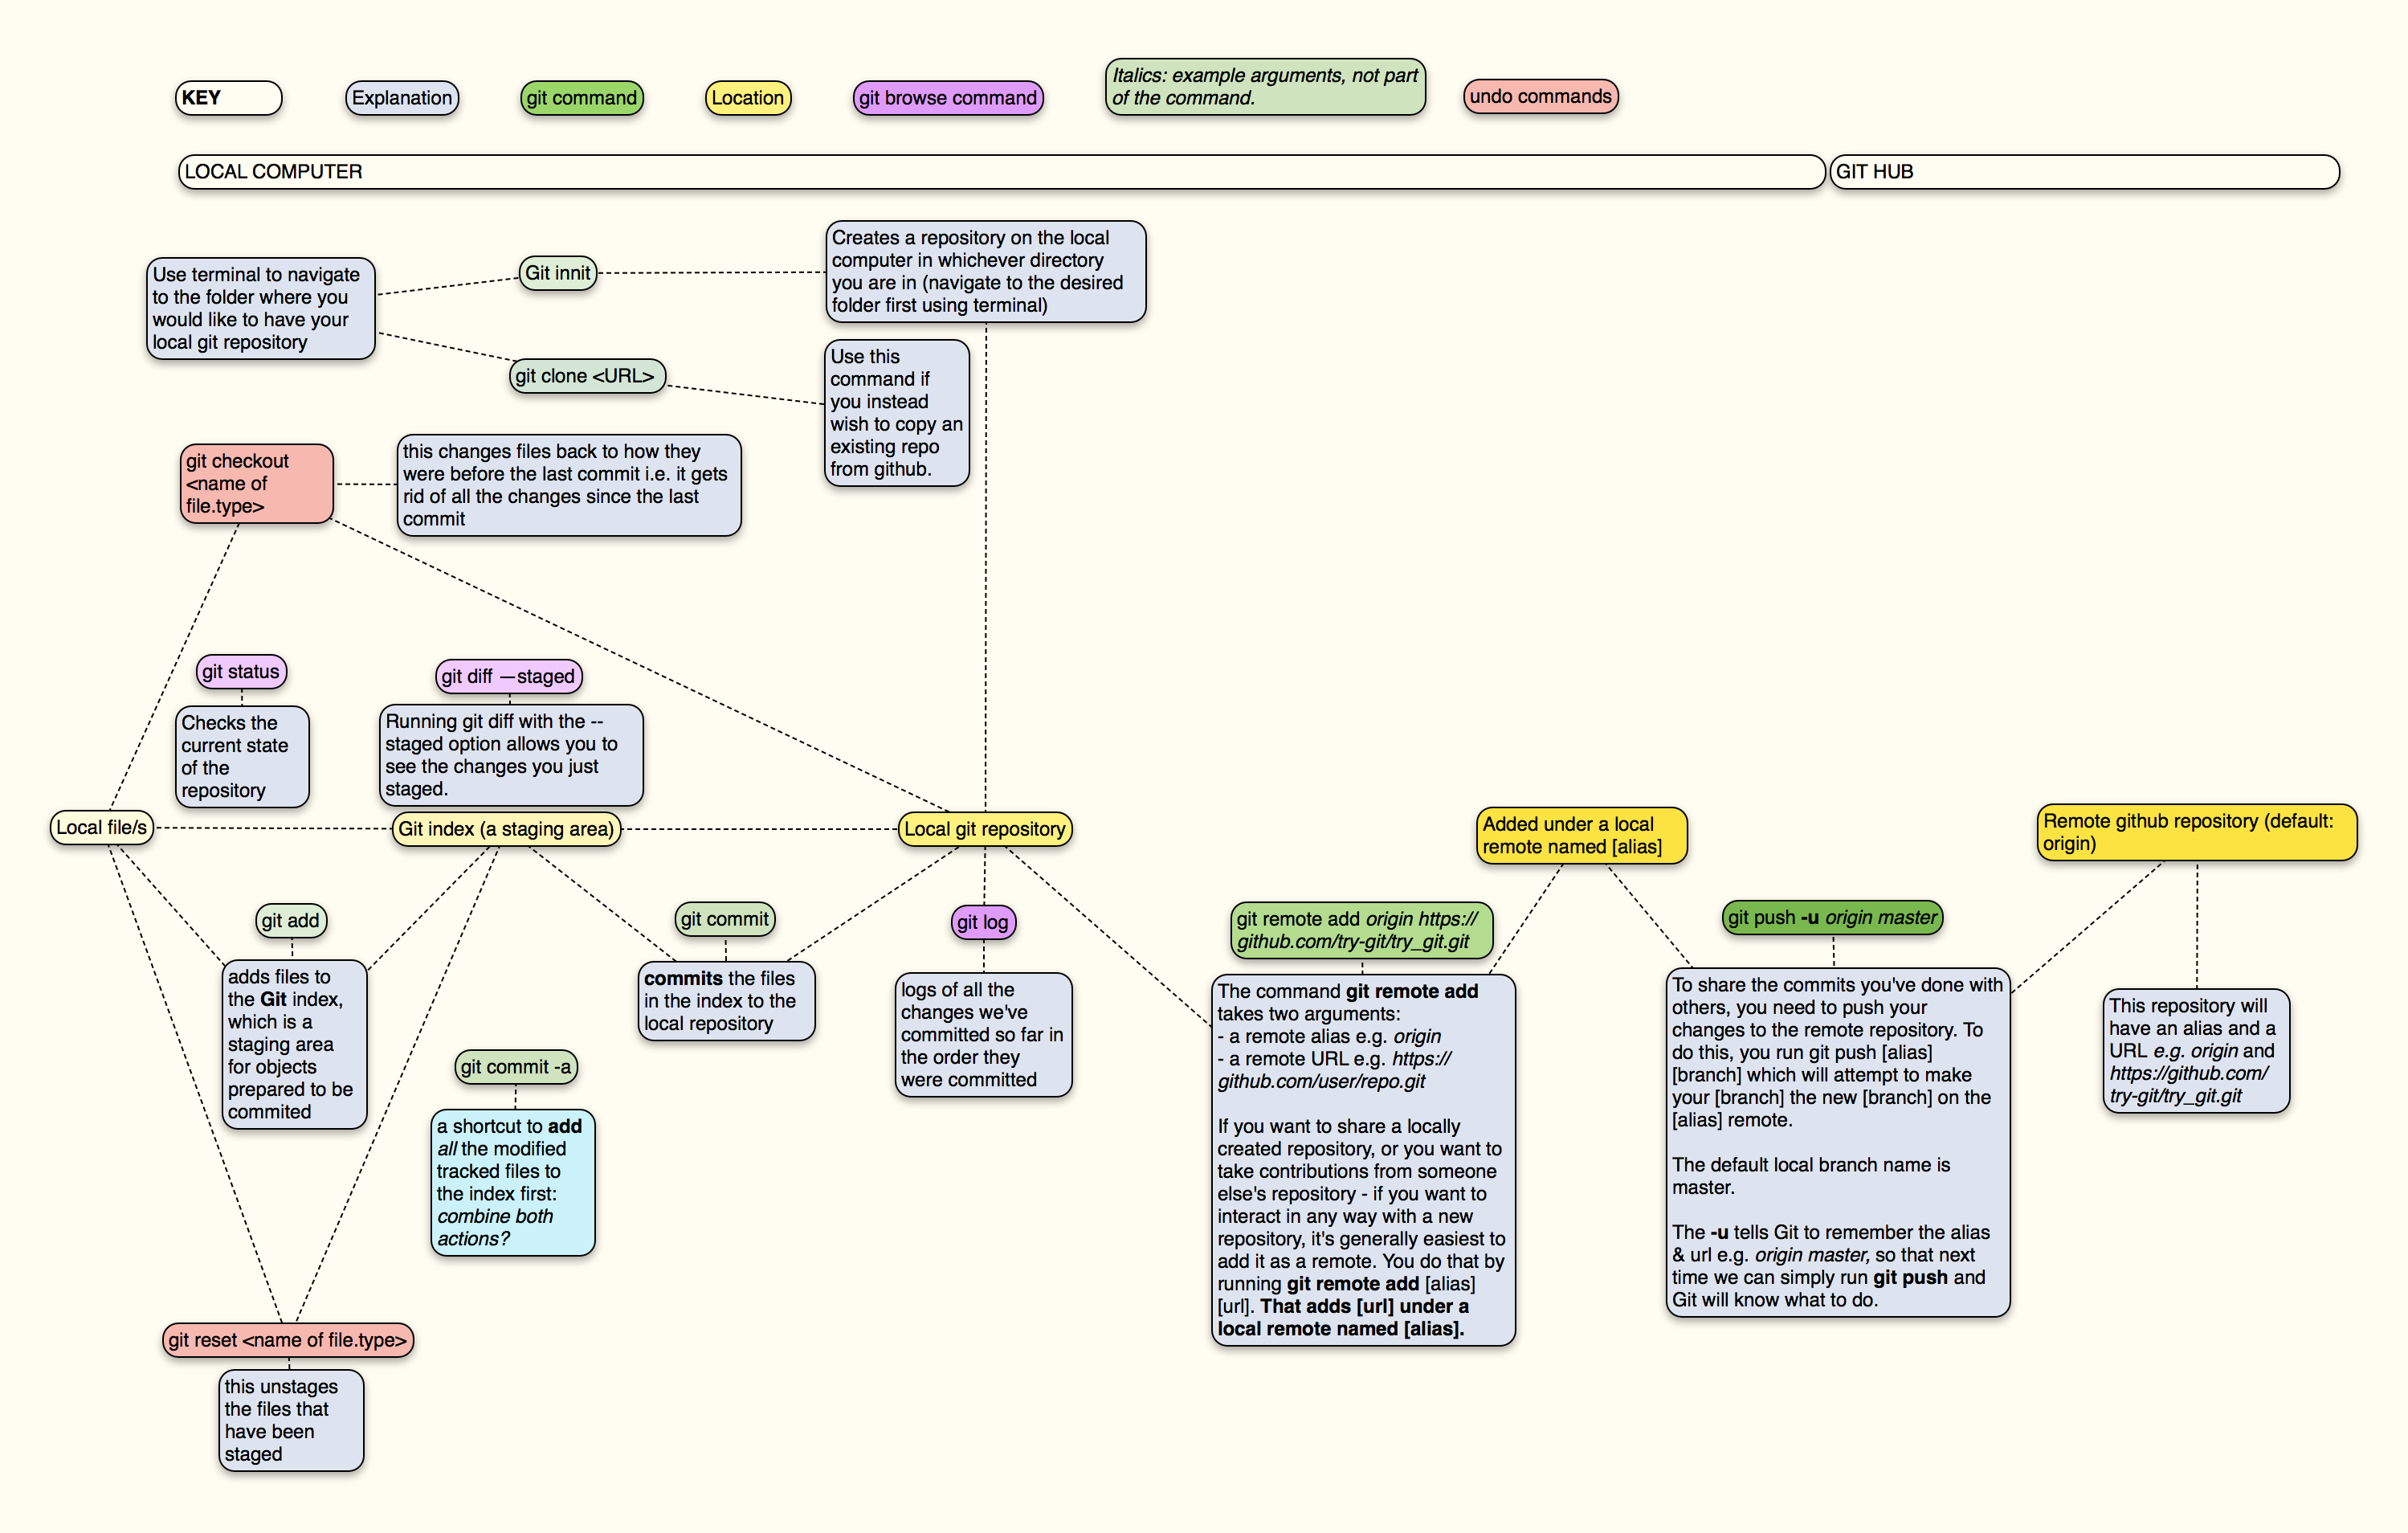 KEY
Explanation
git command
Location
git browse command
Italics: example arguments, not part
of the command.
undo commands
LOCAL COMPUTER
GIT HUB
Use terminal to navigate
to the folder where you
would like to have your
local git repository
Git innit
Creates a repository on the local
computer in whichever directory
you are in (navigate to the desired
folder first using terminal)
git clone <URL>
Use this
command if
you instead
wish to copy an
existing repo
from github.
git checkout
<name of
file.type>
this changes files back to how they
were before the last commit i.e. it gets
rid of all the changes since the last
commit
git status
Checks the
current state
of the
repository
git diff —staged
Running git diff with the --
staged option allows you to
see the changes you just
staged.
Local file/s
Git index (a staging area)
Local git repository
Added under a local
remote named [alias]
Remote github repository (default:
origin)
git add
adds files to
the Git index,
which is a
staging area
for objects
prepared to be
commited
git commit
commits the files
in the index to the
local repository
git log
logs of all the
changes we've
committed so far in
the order they
were committed
git remote add origin https://
github.com/try-git/try_git.git
The command git remote add
takes two arguments:
- a remote alias e.g. origin
- a remote URL e.g. https://
github.com/user/repo.git
If you want to share a locally
created repository, or you want to
take contributions from someone
else's repository - if you want to
interact in any way with a new
repository, it's generally easiest to
add it as a remote. You do that by
running git remote add [alias]
[url]. That adds [url] under a
local remote named [alias].
git push -u origin master
To share the commits you've done with
others, you need to push your
changes to the remote repository. To
do this, you run git push [alias]
[branch] which will attempt to make
your [branch] the new [branch] on the
[alias] remote.
The default local branch name is
master.
The -u tells Git to remember the alias
& url e.g. origin master, so that next
time we can simply run git push and
Git will know what to do.
This repository will
have an alias and a
URL e.g. origin and
https://github.com/
try-git/try_git.git
git commit -a
a shortcut to add
all the modified
tracked files to
the index first:
combine both
actions?
git reset <name of file.type>
this unstages
the files that
have been
staged